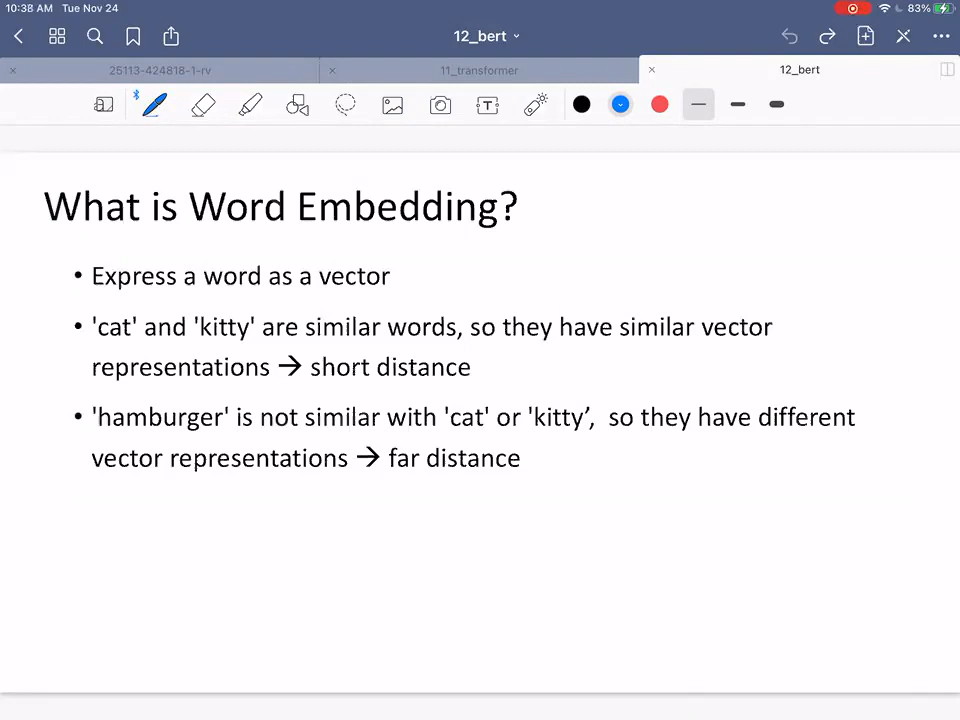 10:38 AM Tue Nov 24
83%
12_bert
25113-424818-1-rv
11_transformer
12_bert
What is Word Embedding?
• Express a word as a vector
• 'cat' and 'kitty' are similar words, so they have similar vector
representations → short distance
• 'hamburger' is not similar with 'cat' or 'kitty’, so they have different
vector representations → far distance